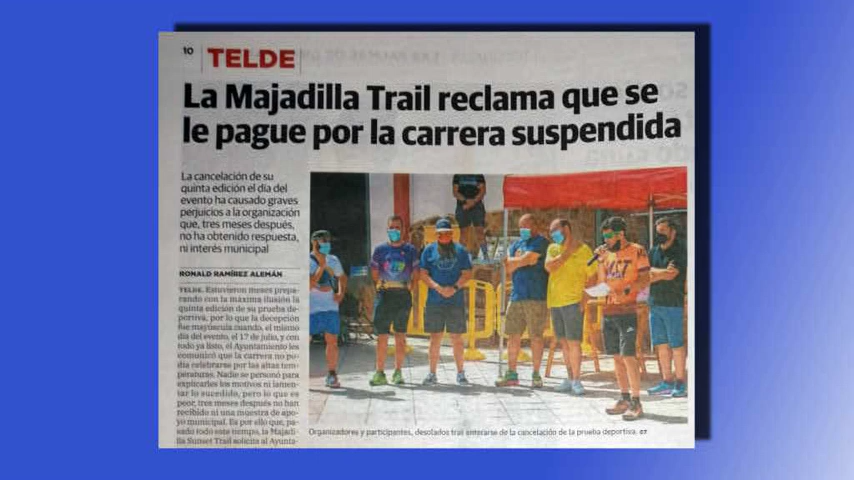 10 TELDE
La Majadilla Trail reclama que se
le pague por la carrera suspendida
La cancelación de su
quinta edición el día del
evento ha causado graves
perjuicios a la organización
que, tres meses después,
no ha obtenido respuesta,
ni interés municipal
RONALD RAMÍREZ ALEMÁN
TELDE. Estuvieron meses prepa-
rando con la máxima ilusión la
quinta edición de su prueba de-
portiva, por lo que la decepción
fue mayúscula cuando, el mismo
día del evento, el 17 de julio, y con
todo ya listo, el Ayuntamiento les
comunicó que la carrera no po-
día celebrarse por las altas tem-
peraturas. Nadie se personó para
explicarles los motivos ni lamen-
tar lo sucedido, pero lo que es
peor, tres meses después no han
recibido ni una muestra de apo-
yo municipal. Es por ello que, pa-
sado todo este tiempo, la Majadi-
lla Sunset Trail solicita al Ayunta-
Organizadores y participantes, desolados tras enterarse de la cancelación de la prueba deportiva. C7